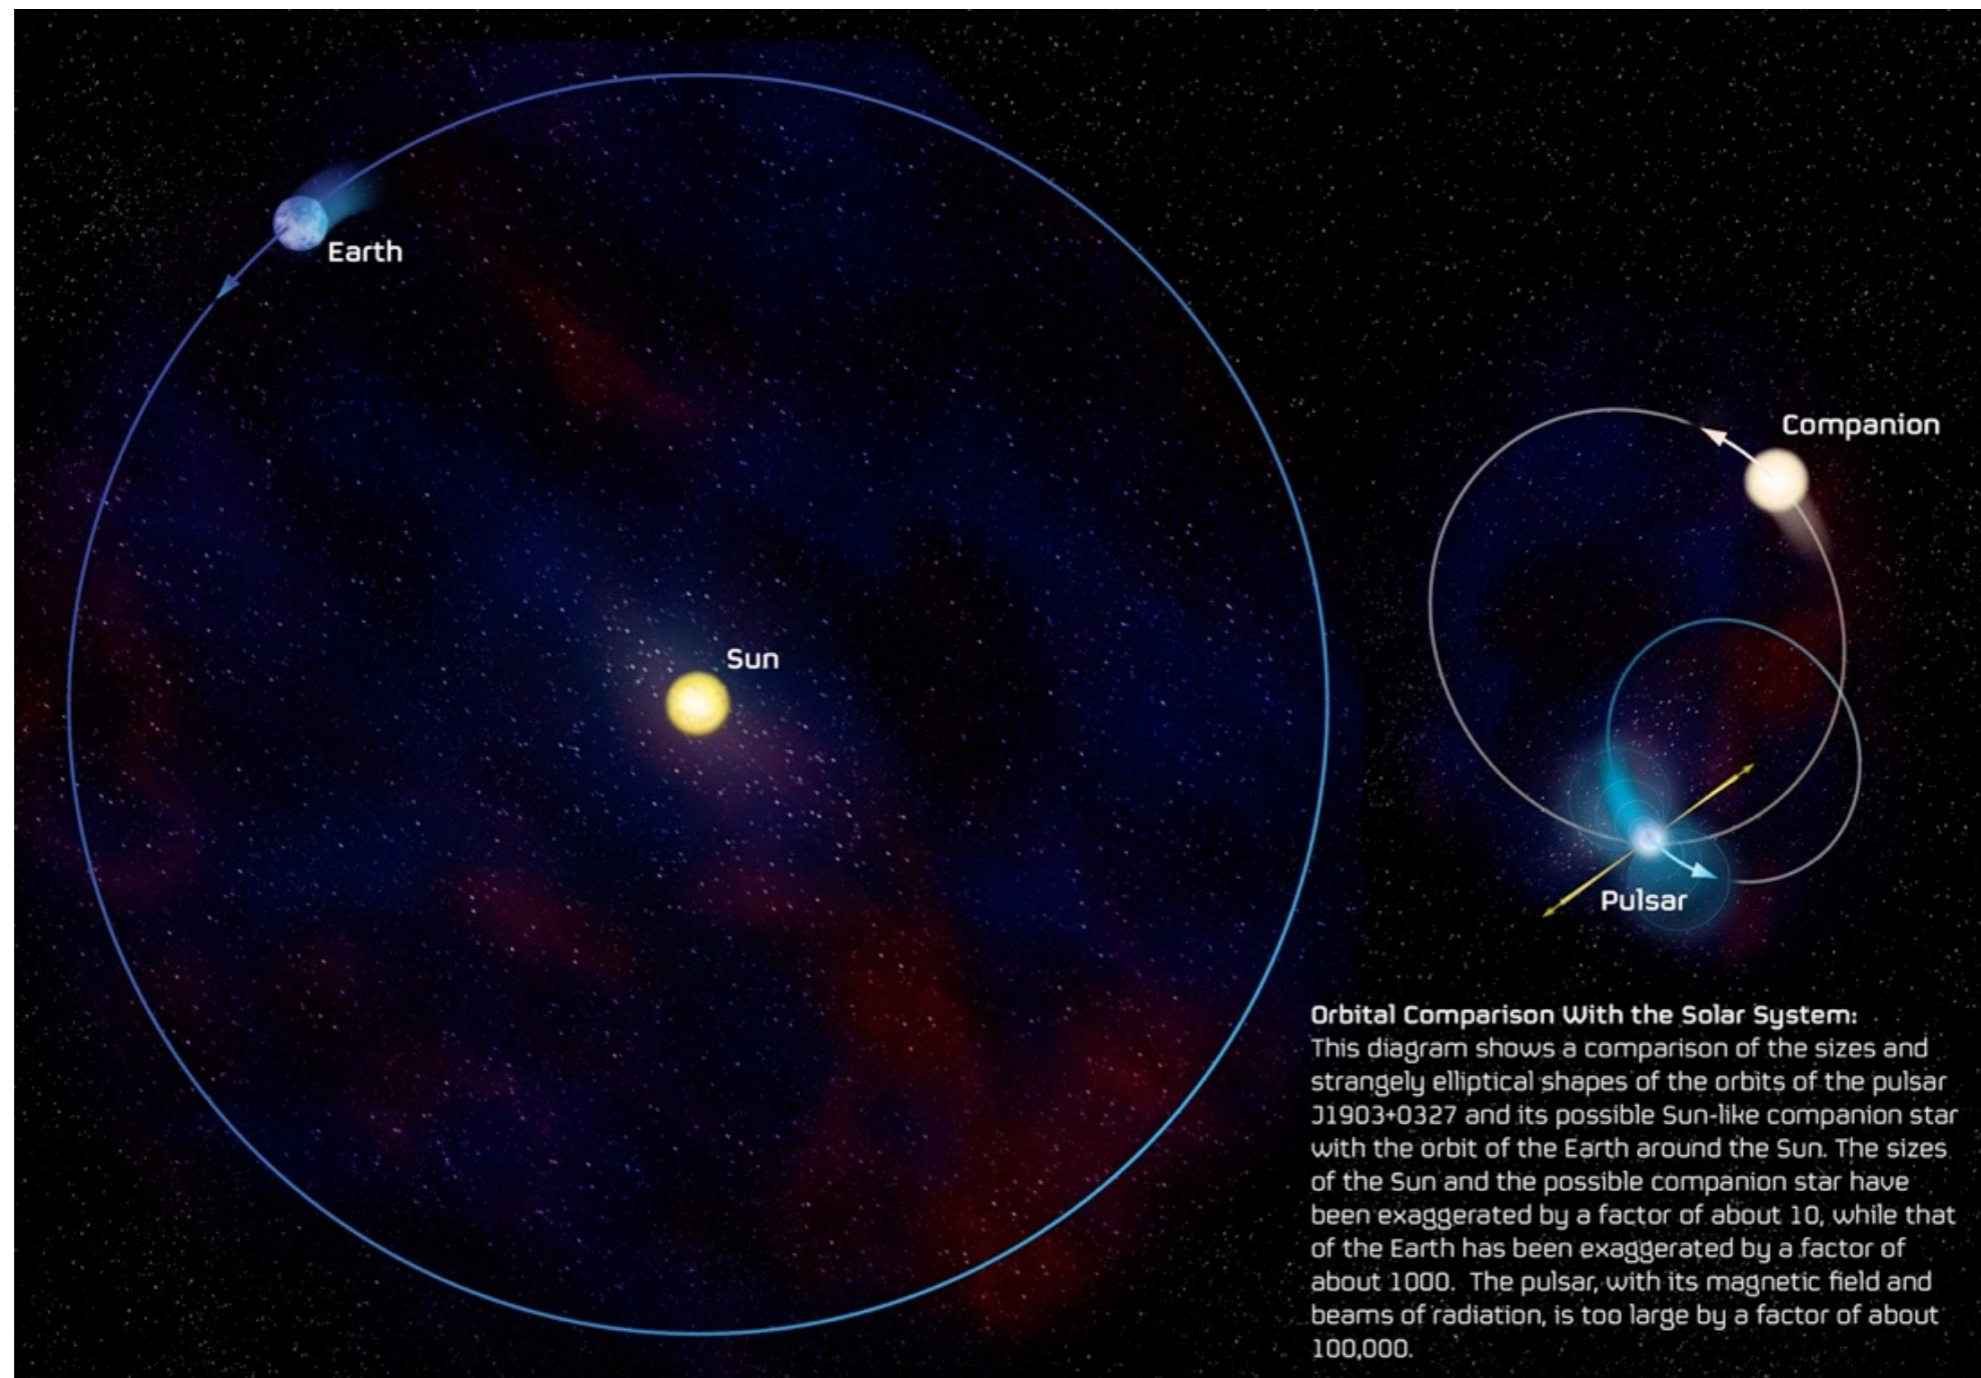 Earth
Sun
Companion
Pulsar
Orbital Comparison With the Solar System:
This diagram shows a comparison of the sizes and
strangely elliptical shapes of the orbits of the pulsar
J1903+0327 and its possible Sun-like companion star
with the orbit of the Earth around the Sun. The sizes
of the Sun and the possible companion star have
been exaggerated by a factor of about 10, while that
of the Earth has been exaggerated by a factor of
about 1000. The pulsar, with its magnetic field and
beams of radiation, is too large by a factor of about
100,000.